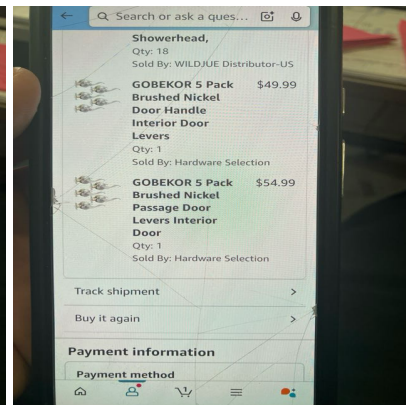 Search or ask a ques...
Showerhead,
Qty: 18
Sold By: WILDJUE Distributor-US
GOBEKOR 5 Pack $49.99
Brushed Nickel
Door Handle
Interior Door
Levers
Qty: 1
Sold By: Hardware Selection
GOBEKOR 5 Pack $54.99
Brushed Nickel
Passage Door
Levers Interior
Door
Qty: 1
Sold By: Hardware Selection
Track shipment
Buy it again
Payment information
Payment method
1